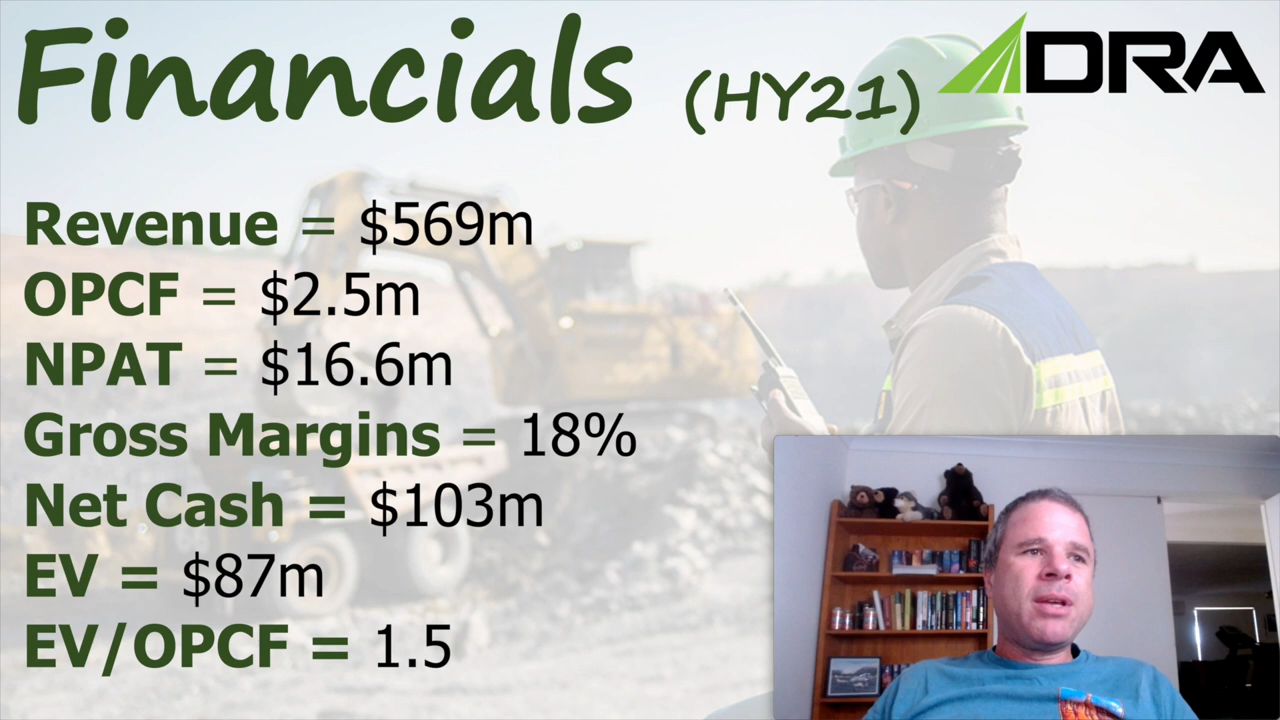 Financials (HY21)
DRA
Revenue = $569m
OPCF = $2.5m
NPAT = $16.6m
Gross Margins = 18%
Net Cash = $103m
EV = $87m
EV/OPCF = 1.5